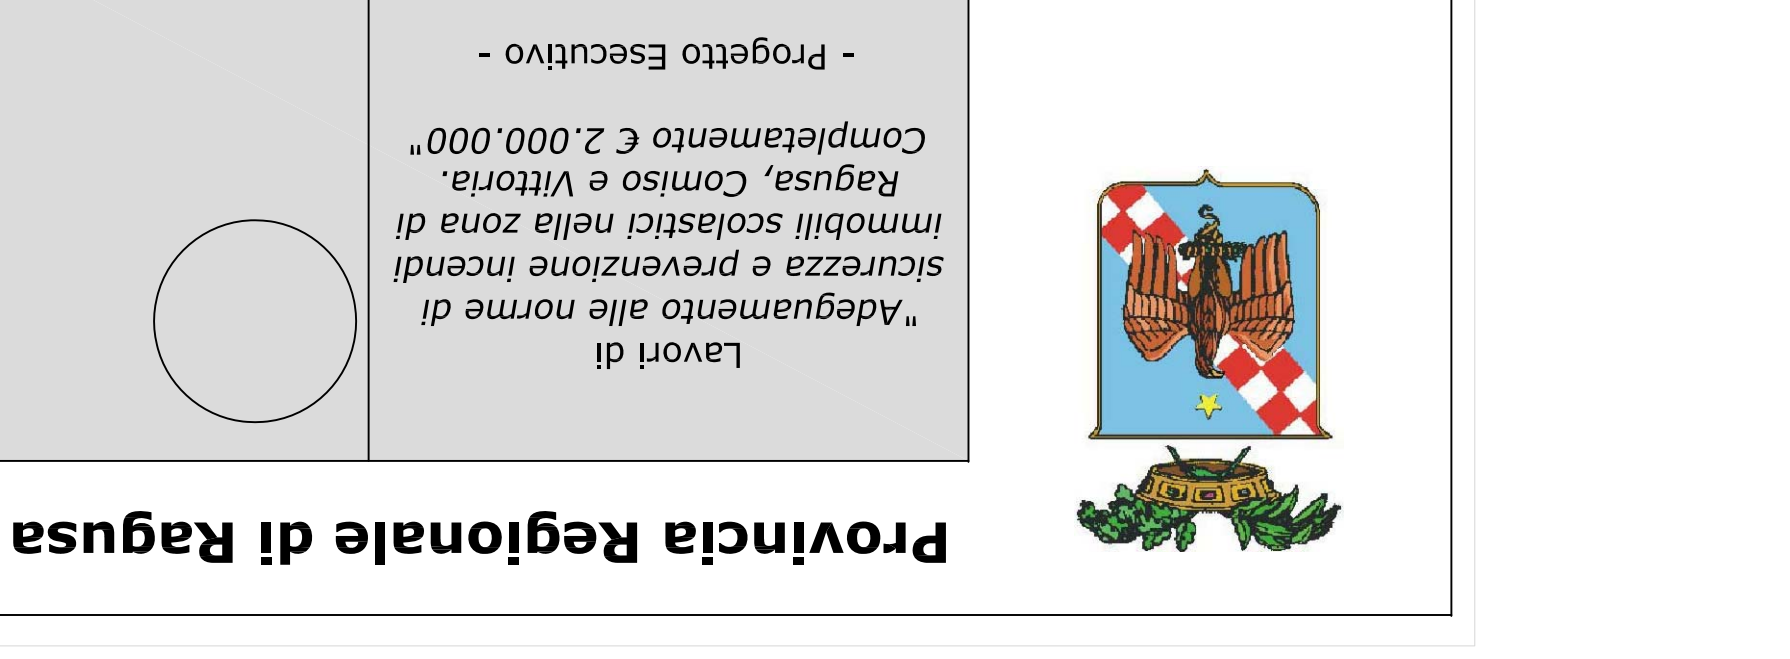 Provincia Regionale di Ragusa
Lavori di
"Adeguamento alle norme di
sicurezza e prevenzione incendi
immobili scolastici nella zona di
Ragusa, Comiso e Vittoria.
Completamento € 2.000.000"
- Progetto Esecutivo -